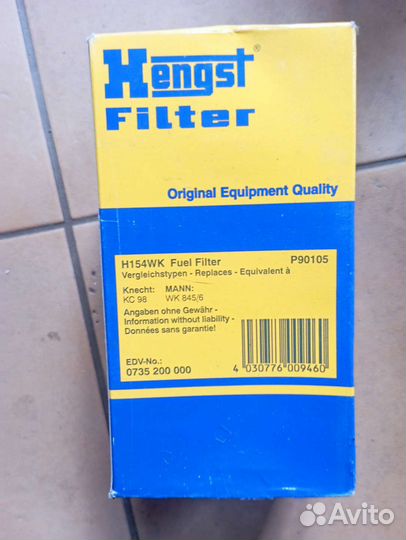 Hengst®
Filter
Original Equipment Quality
H154WK Fuel Filter P90105
Vergleichstypen - Replaces - Equivalent à
Knecht: MANN:
KC 98 WK 845/6
Angaben ohne Gewähr -
Information without liability -
Données sans garantie!
EDV-No.:
0735 200 000
4 030776 009460
Avito